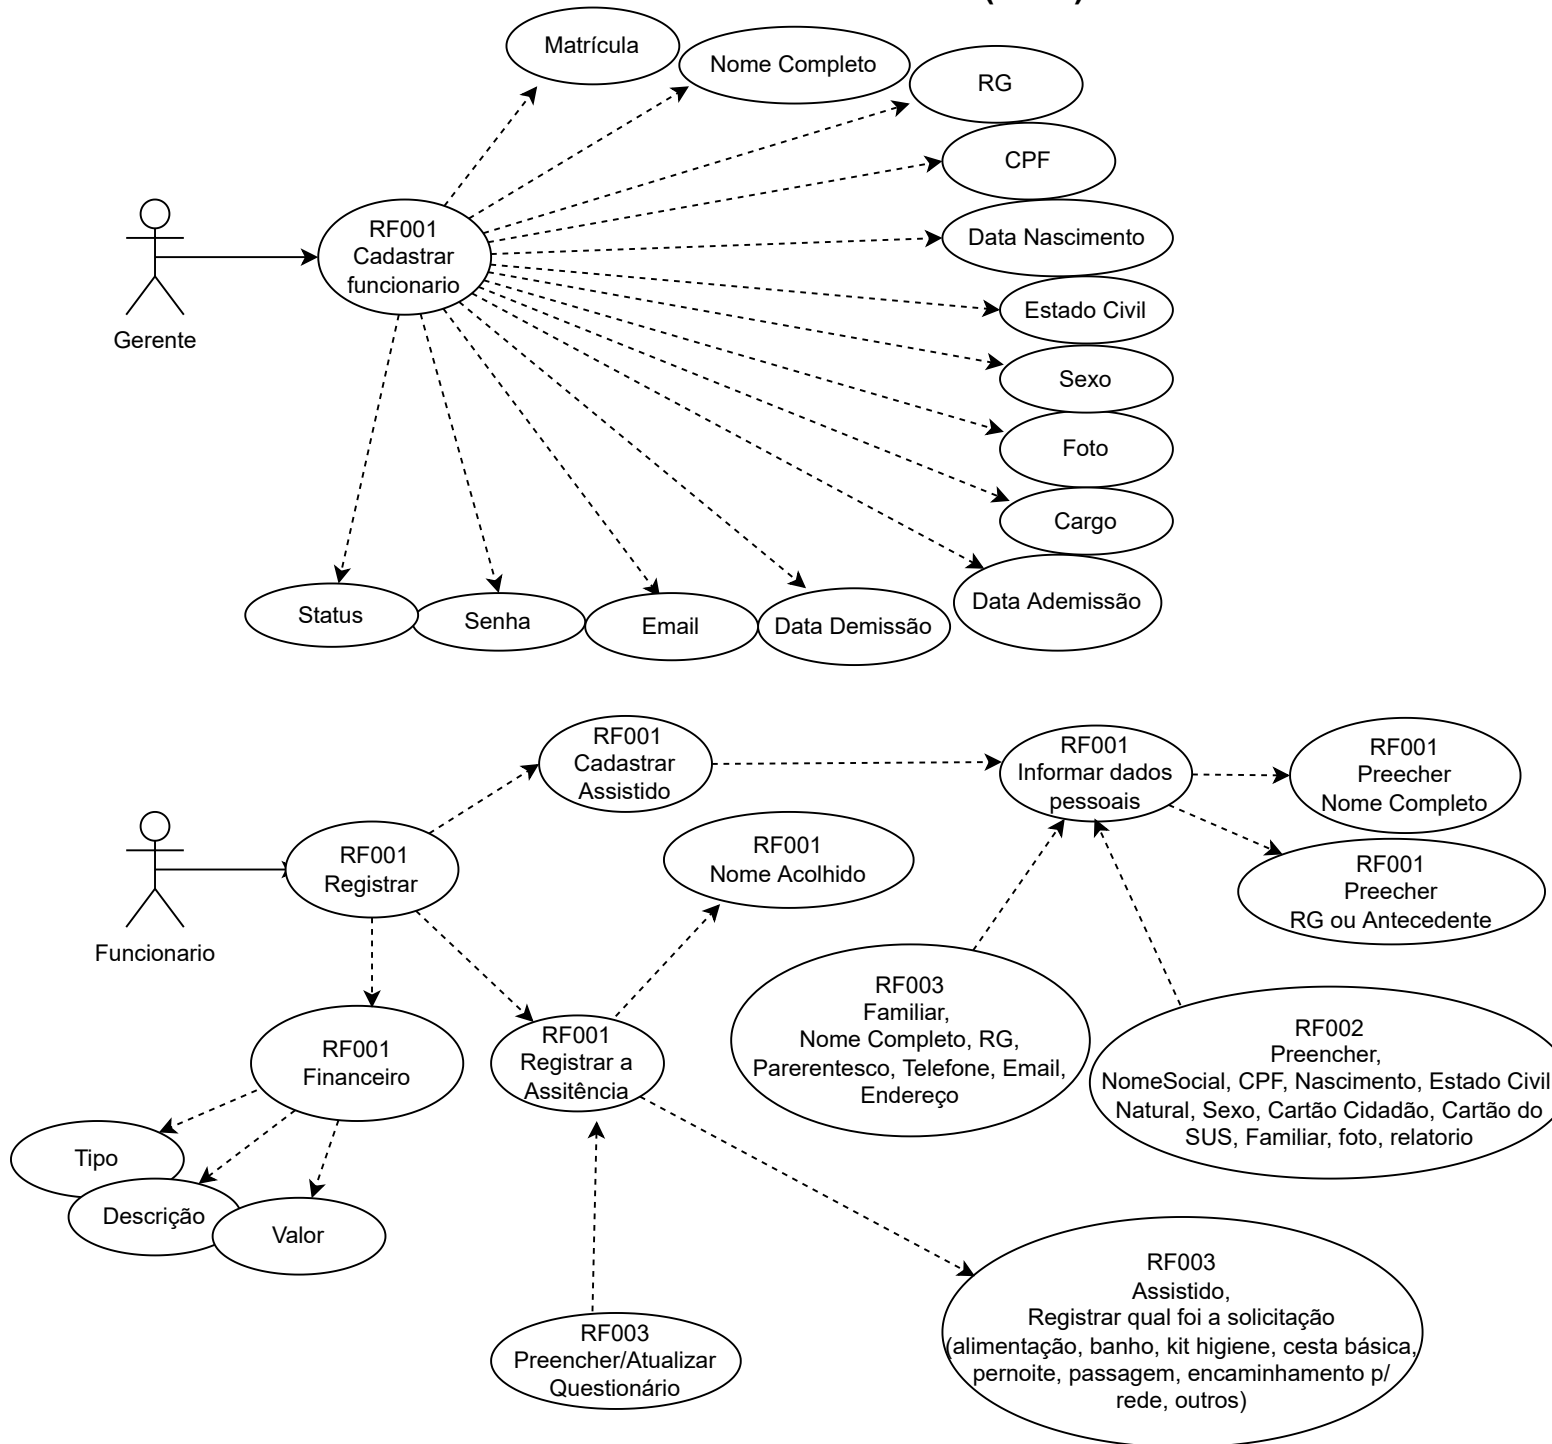 Matrícula
Nome Completo
RG
CPF
Data Nascimento
Estado Civil
Sexo
Foto
Cargo
Data Ademissão
RF001
Cadastrar
funcionario
Gerente
Status
Senha
Email
Data Demissão
RF001
Cadastrar
Assistido
RF001
Informar dados
pessoais
RF001
Preecher
Nome Completo
RF001
Preecher
RG ou Antecedente
RF001
Registrar
RF001
Nome Acolhido
Funcionario
RF001
Financeiro
RF001
Registrar a
Assitência
RF003
Familiar,
Nome Completo, RG,
Parerentesco, Telefone, Email,
Endereço
RF002
Preencher,
NomeSocial, CPF, Nascimento, Estado Civil
Natural, Sexo, Cartão Cidadão, Cartão do
SUS, Familiar, foto, relatorio
Tipo
Descrição
Valor
RF003
Preencher/Atualizar
Questionário
RF003
Assistido,
Registrar qual foi a solicitação
(alimentação, banho, kit higiene, cesta básica,
pernoite, passagem, encaminhamento p/
rede, outros)